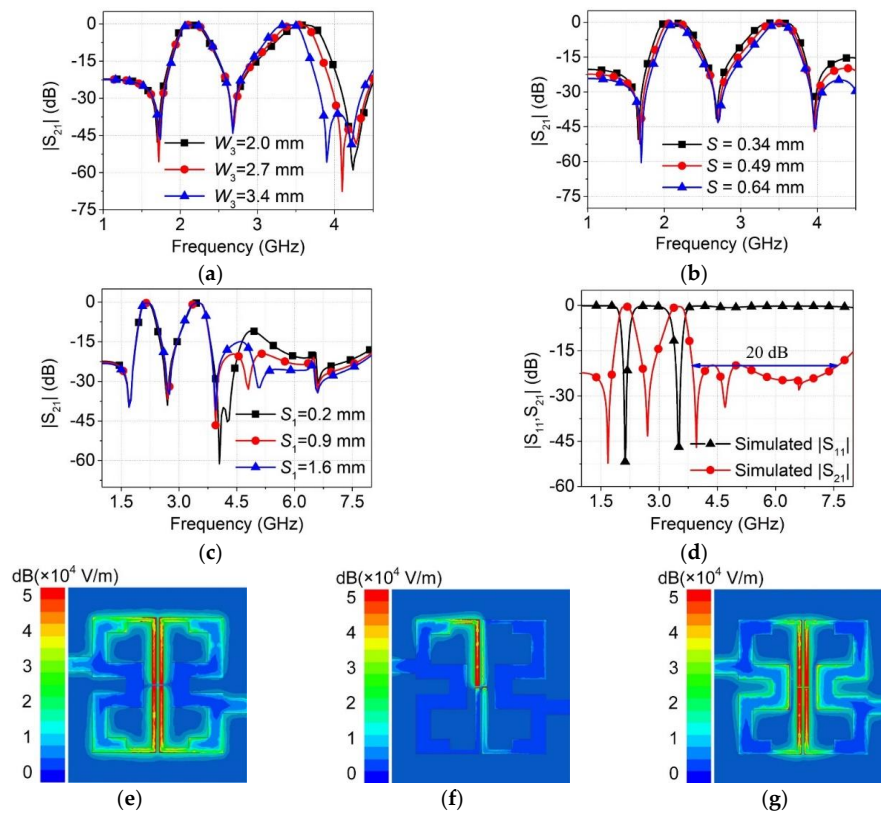 0
-15
-30
-45
-60
-75
|S21| (dB)
W3=2.0 mm
W3=2.7 mm
W3=3.4 mm
1 2 3 4
Frequency (GHz)
(a)
0
-15
-30
-45
-60
-75
|S21| (dB)
S = 0.34 mm
S = 0.49 mm
S = 0.64 mm
1 2 3 4
Frequency (GHz)
(b)
0
-15
-30
-45
-60
|S21| (dB)
S1=0.2 mm
S1=0.9 mm
S1=1.6 mm
1.5 3.0 4.5 6.0 7.5
Frequency (GHz)
(c)
0
-15
-30
-45
-60
|S11,S21| (dB)
20 dB
Simulated |S11|
Simulated |S21|
1.5 3.0 4.5 6.0 7.5
Frequency (GHz)
(d)
dB(×10⁴ V/m)
5
4
3
2
1
0
(e)
dB(×10⁴ V/m)
5
4
3
2
1
0
(f)
dB(×10⁴ V/m)
5
4
3
2
1
0
(g)